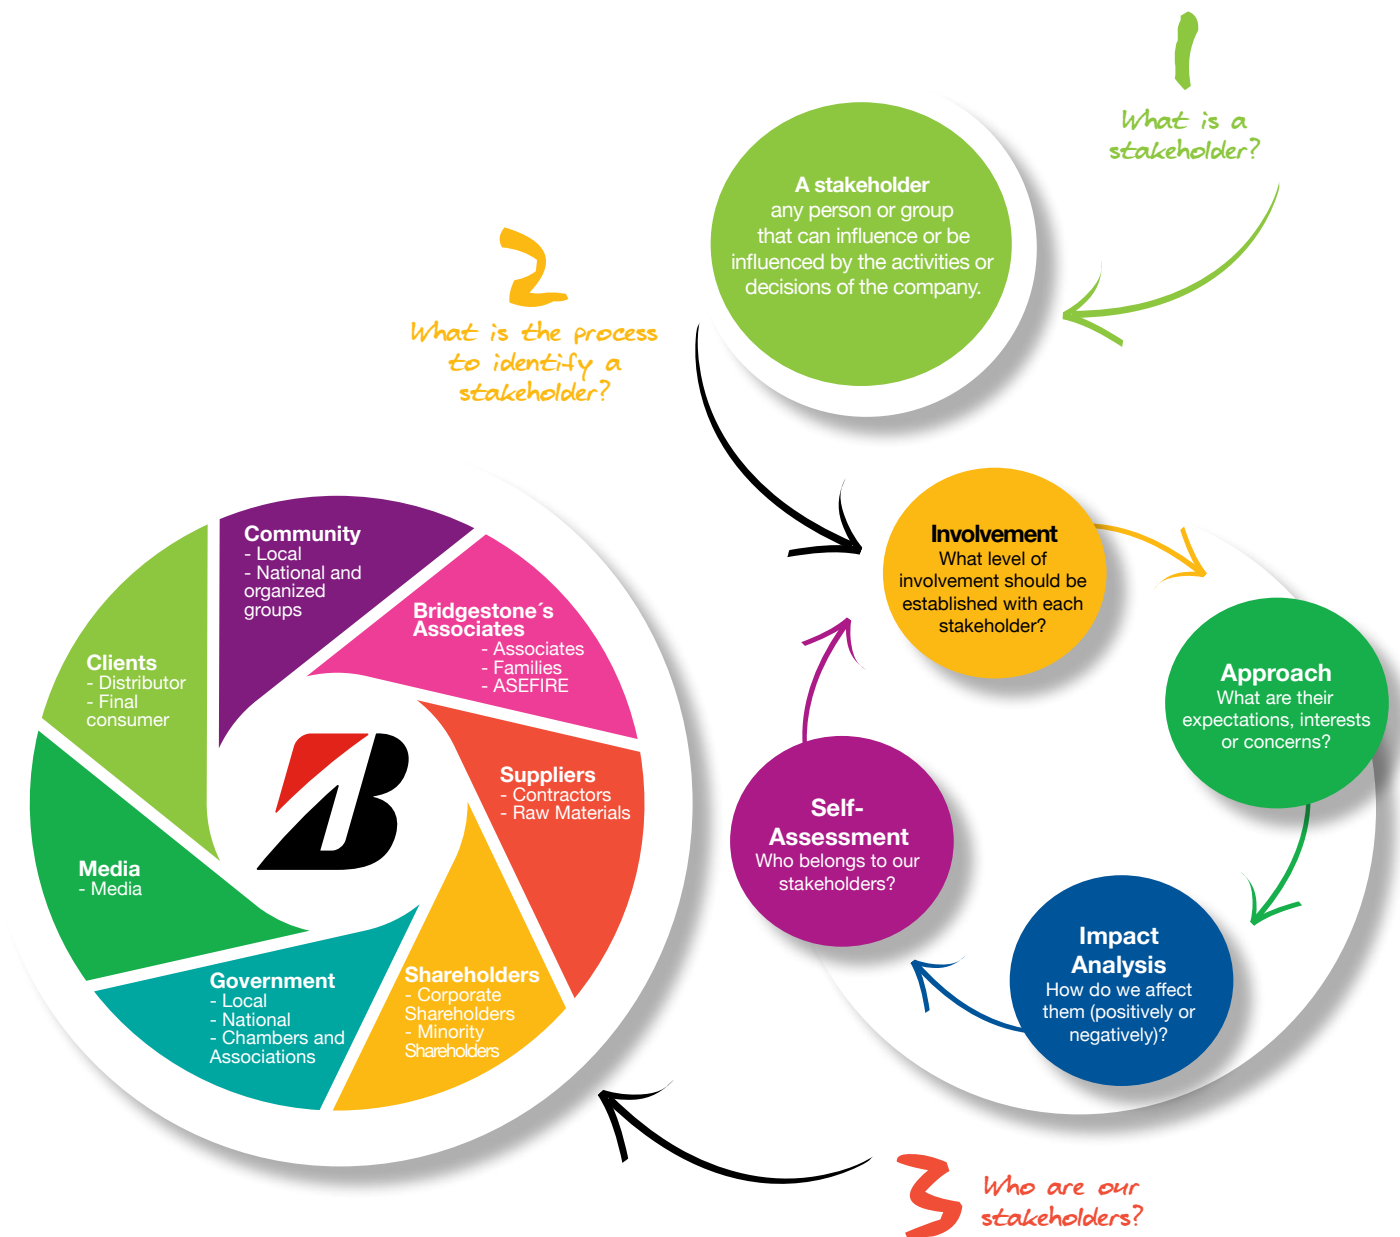 1
What is a
stakeholder?
A stakeholder
any person or group
that can influence or be
influenced by the activities or
decisions of the company.
2
What is the process
to identify a
stakeholder?
Involvement
What level of
involvement should be
established with each
stakeholder?
Approach
What are their
expectations, interests
or concerns?
Impact
Analysis
How do we affect
them (positively or
negatively)?
Self-
Assessment
Who belongs to our
stakeholders?
3
Who are our
stakeholders?
Community
- Local
- National and
organized
groups
Bridgestone´s
Associates
- Associates
- Families
- ASEFIRE
Suppliers
- Contractors
- Raw Materials
Shareholders
- Corporate
Shareholders
- Minority
Shareholders
Government
- Local
- National
- Chambers and
Associations
Media
- Media
Clients
- Distributor
- Final
consumer
B